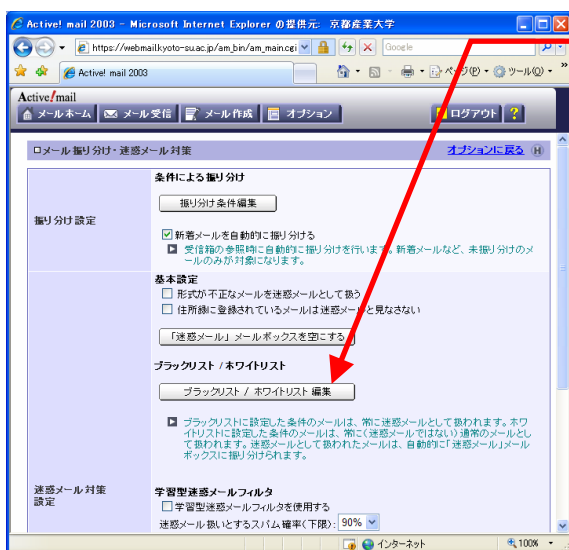 Active! mail 2003 - Microsoft Internet Explorer の提供元: 京都産業大学
https://webmail.kyoto-su.ac.jp/am_bin/am_main.cgi
Google
Active! mail 2003
ページ(P)
ツール(O)
Active!mail
メールホーム
メール受信
メール作成
オプション
ログアウト
?
ロメール振り分け・迷惑メール対策
オプションに戻る
H
条件による振り分け
振り分け条件編集
振り分け設定
新着メールを自動的に振り分ける
受信箱の参照時に自動的に振り分けを行います。新着メールなど、未振り分けのメ
ールのみが対象になります。
基本設定
形式が不正なメールを迷惑メールとして扱う
住所録に登録されているメールは迷惑メールと見なさない
「迷惑メール」メールボックスを空にする
ブラックリスト / ホワイトリスト
ブラックリスト / ホワイトリスト 編集
ブラックリストに設定した条件のメールは、常に迷惑メールとして扱われます。ホワ
イトリストに設定した条件のメールは、常に(迷惑メールではない)通常のメールとし
て扱われます。迷惑メールとして扱われたメールは、自動的に「迷惑メール」メール
ボックスに振り分けられます。
迷惑メール対策
設定
学習型迷惑メールフィルタ
学習型迷惑メールフィルタを使用する
迷惑メール扱いとするスパム確率(下限): 90%
インターネット
100%